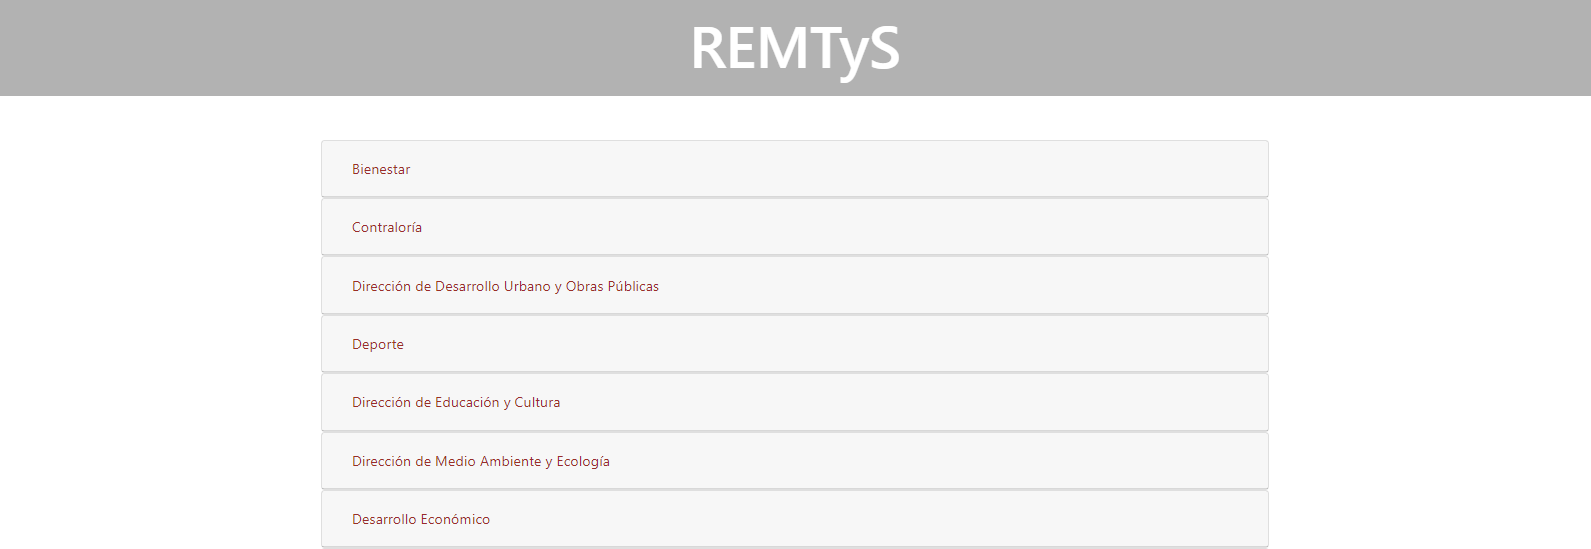 REMTyS
Bienestar
Contraloría
Dirección de Desarrollo Urbano y Obras Públicas
Deporte
Dirección de Educación y Cultura
Dirección de Medio Ambiente y Ecología
Desarrollo Económico